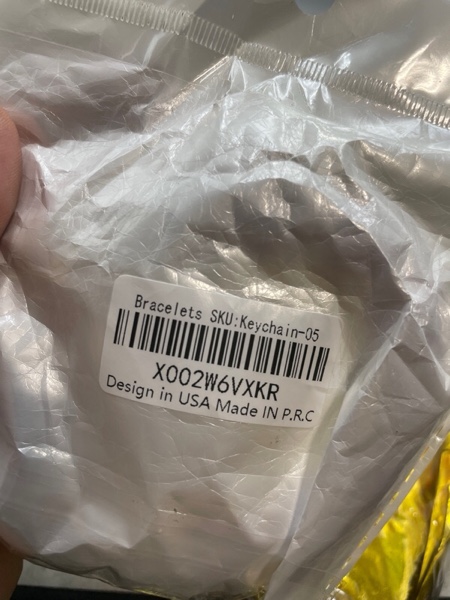 Bracelets SKU:Keychain-05
X002W6VXKR
Design in USA Made IN P.R.C